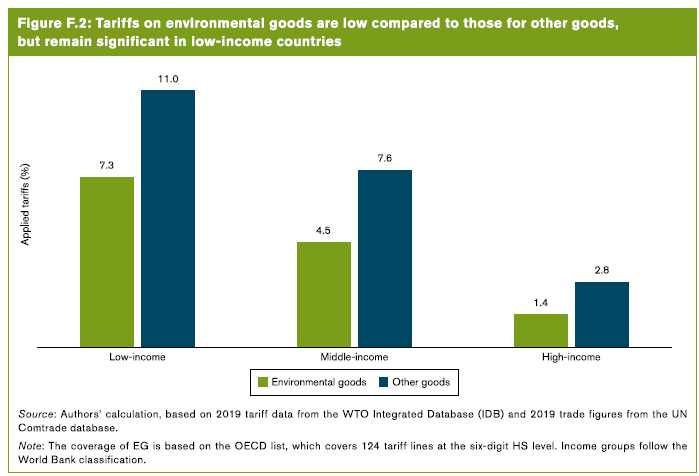 Figure F.2: Tariffs on environmental goods are low compared to those for other goods,
but remain significant in low-income countries
Applied tariffs (%)
7.3
11.0
4.5
7.6
1.4
2.8
Low-income
Middle-income
High-income
Environmental goods
Other goods
Source: Authors' calculation, based on 2019 tariff data from the WTO Integrated Database (IDB) and 2019 trade figures from the UN
Comtrade database.
Note: The coverage of EG is based on the OECD list, which covers 124 tariff lines at the six-digit HS level. Income groups follow the
World Bank classification.